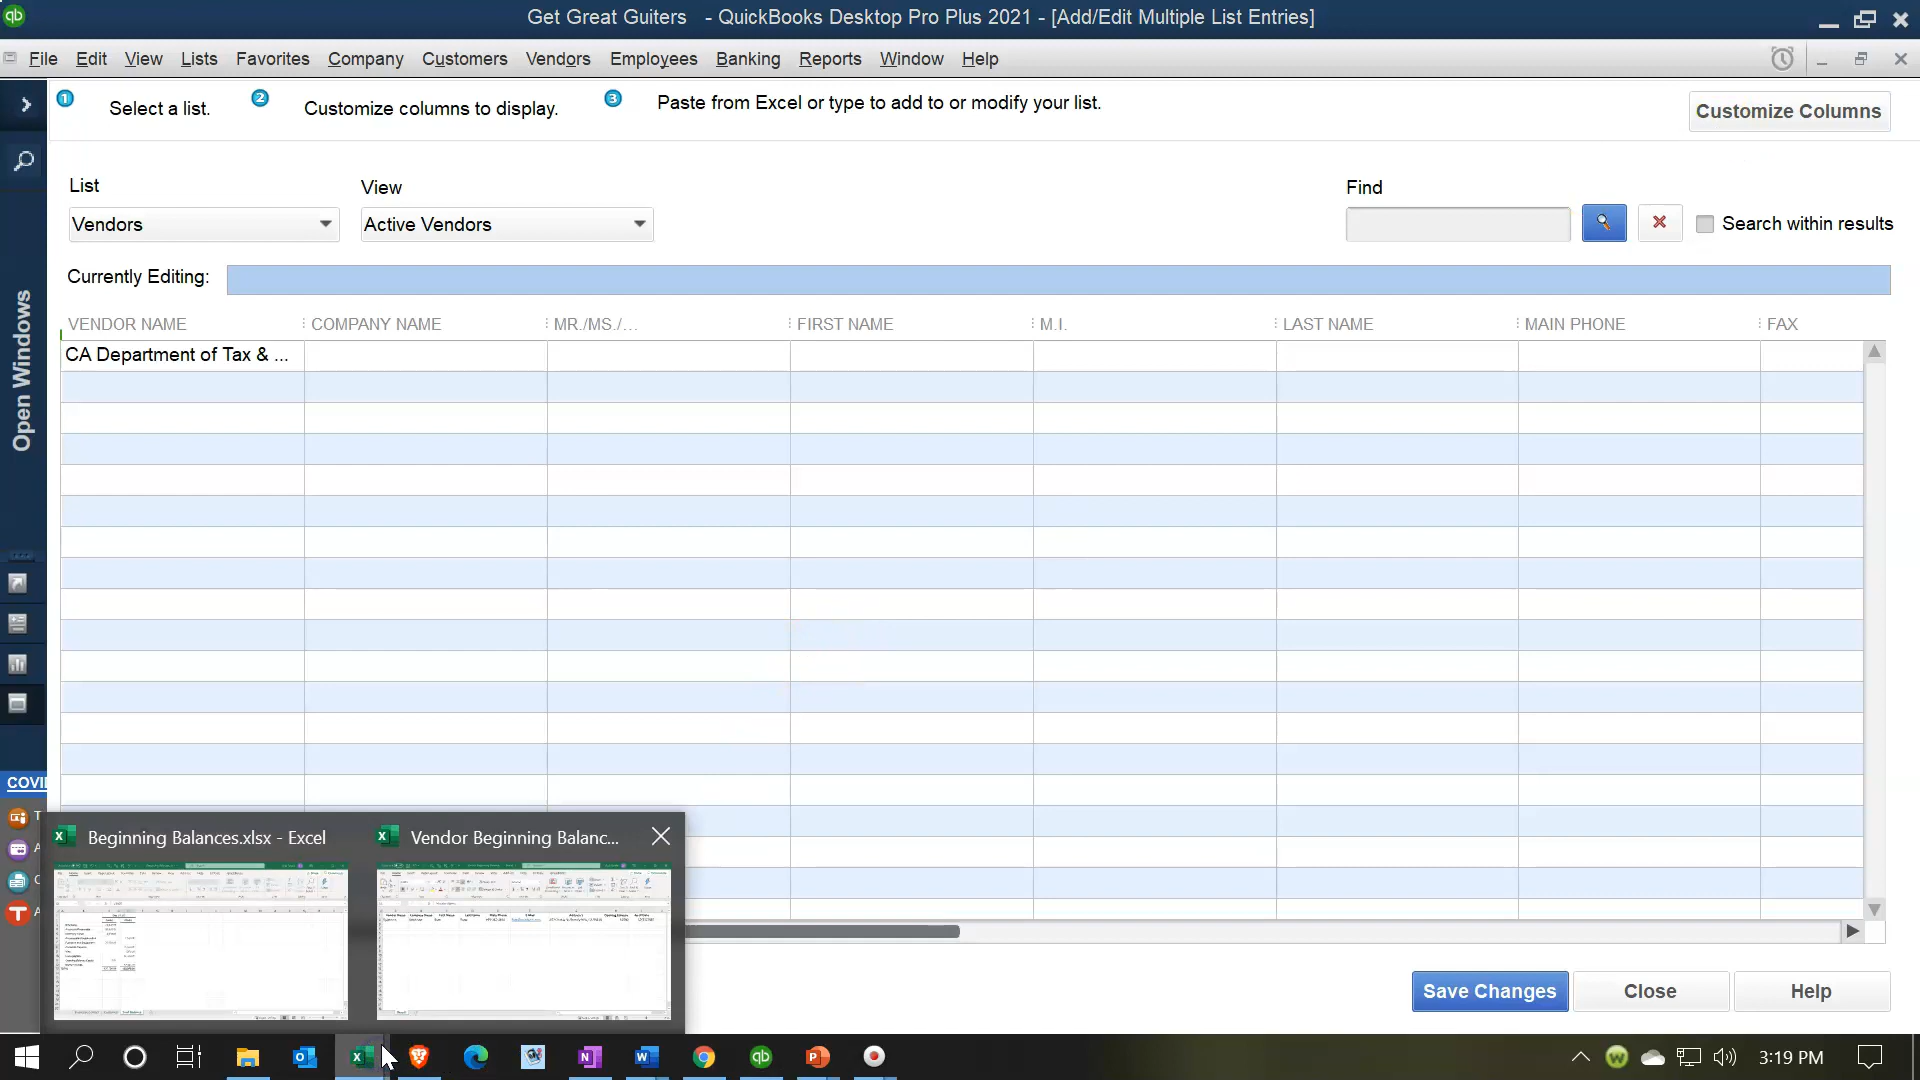 Get Great Guiters - QuickBooks Desktop Pro Plus 2021 - [Add/Edit Multiple List Entries]
File Edit View Lists Favorites Company Customers Vendors Employees Banking Reports Window Help
1 Select a list. 2 Customize columns to display. 3 Paste from Excel or type to add to or modify your list.
Customize Columns
List View Find
Vendors Active Vendors Search within results
Currently Editing:
Open Windows
VENDOR NAME COMPANY NAME MR./MS./... FIRST NAME M.I. LAST NAME MAIN PHONE FAX
CA Department of Tax & ...
COVI
Beginning Balances.xlsx - Excel Vendor Beginning Balanc...
Save Changes Close Help
3:19 PM